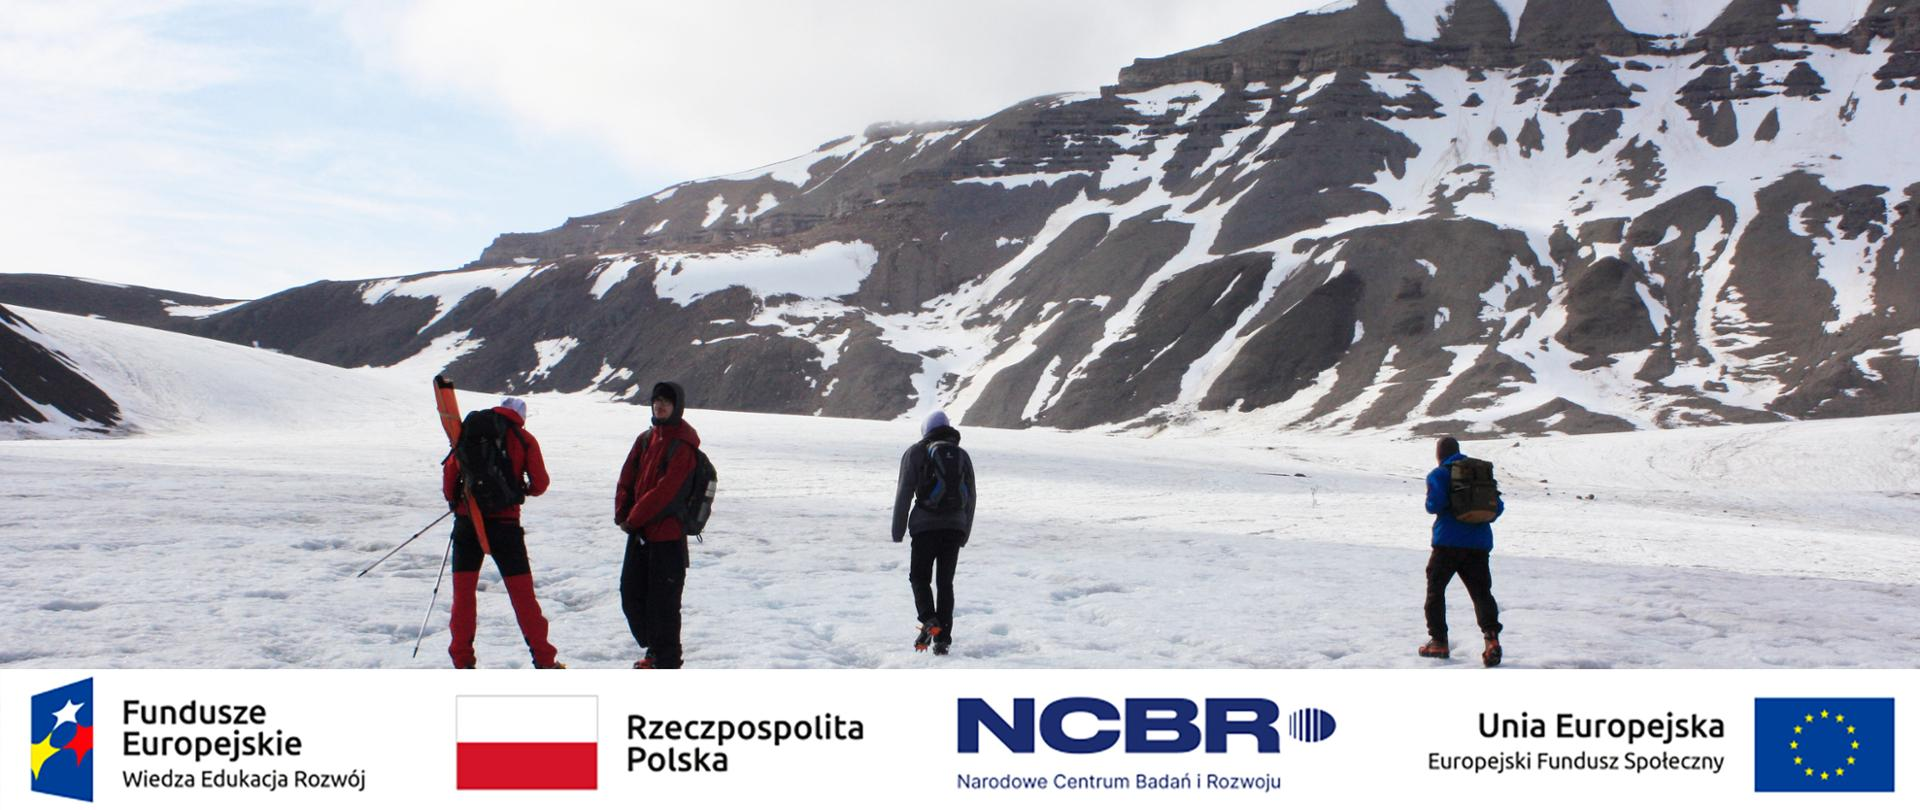 Fundusze
Europejskie
Wiedza Edukacja Rozwój
Rzeczpospolita
Polska
NCBR
Narodowe Centrum Badań i Rozwoju
Unia Europejska
Europejski Fundusz Społeczny